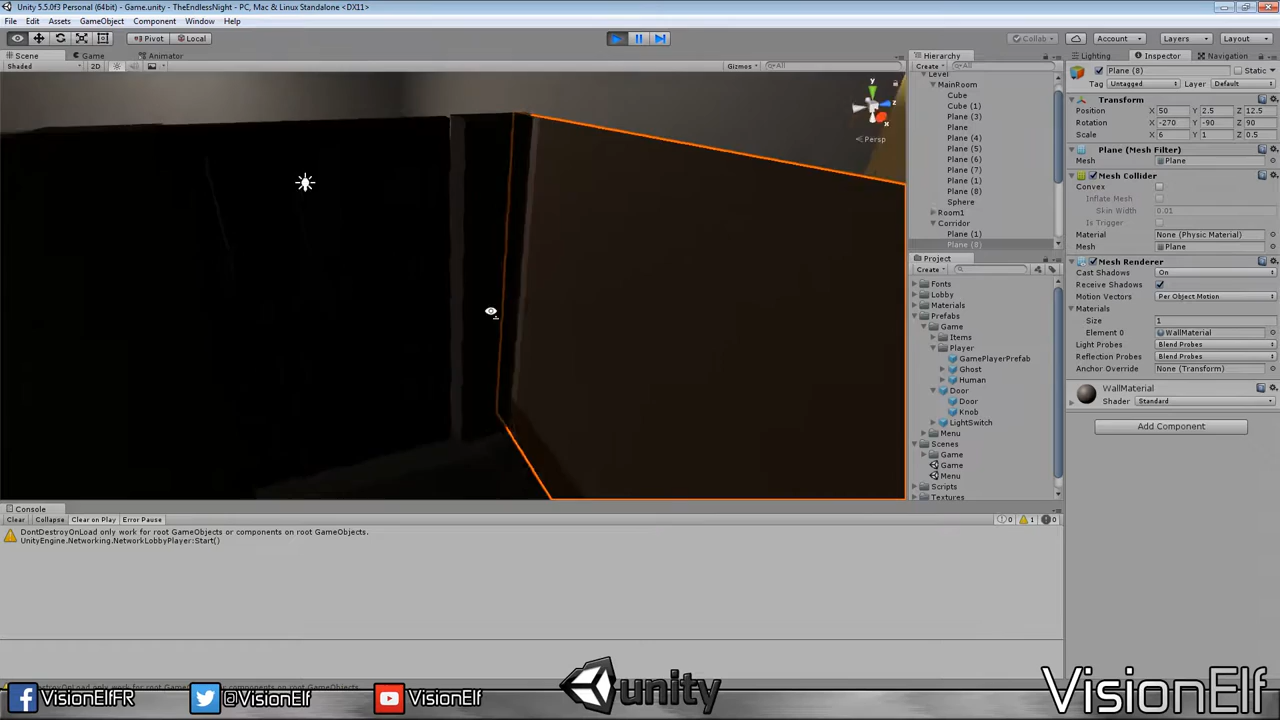 Unity 5.5.0f3 Personal (64bit) - Game.unity - TheEndlessNight - PC, Mac & Linux Standalone <DX11>
File Edit Assets GameObject Component Window Help
Pivot Local Collab Account Layers Layout
Scene Game Animator
Shaded 2D Gizmos All
y
z
Persp
Hierarchy
Create All
Level
MainRoom
Cube
Cube (1)
Plane (3)
Plane
Plane (4)
Plane (5)
Plane (6)
Plane (7)
Plane (1)
Plane (8)
Sphere
Room1
Corridor
Plane (1)
Plane (8)
Project
Create
Fonts
Lobby
Materials
Prefabs
Game
Items
Player
GamePlayerPrefab
Ghost
Human
Door
Door
Knob
LightSwitch
Menu
Scenes
Game
Game
Menu
Scripts
Textures
Lighting Inspector Navigation
Plane (8) Static
Tag Untagged Layer Default
Transform
Position X 50 Y 2.5 Z 12.5
Rotation X -270 Y -90 Z 90
Scale X 6 Y 1 Z 0.5
Plane (Mesh Filter)
Mesh Plane
Mesh Collider
Convex
Inflate Mesh
Skin Width 0.01
Is Trigger
Material None (Physic Material)
Mesh Plane
Mesh Renderer
Cast Shadows On
Receive Shadows
Motion Vectors Per Object Motion
Materials
Size 1
Element 0 WallMaterial
Light Probes Blend Probes
Reflection Probes Blend Probes
Anchor Override None (Transform)
WallMaterial
Shader Standard
Add Component
Console
Clear Collapse Clear on Play Error Pause 0 1 0
DontDestroyOnLoad only work for root GameObjects or components on root GameObjects.
UnityEngine.Networking.NetworkLobbyPlayer:Start()
VisionElfFR @VisionElf VisionElf unity VisionElf